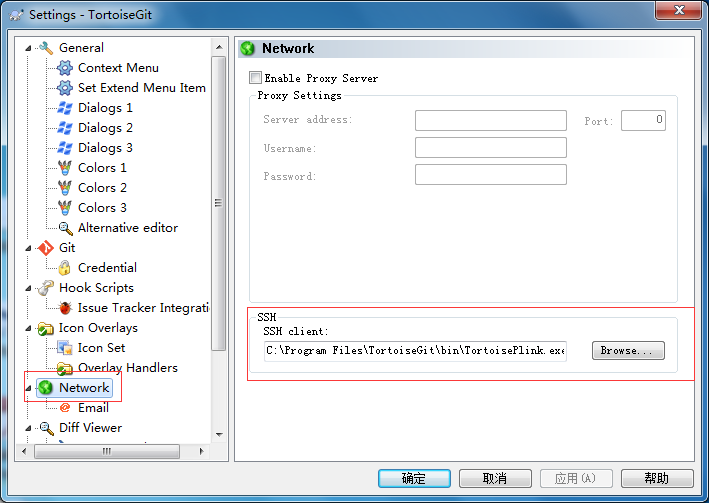 Settings - TortoiseGit
General
Context Menu
Set Extend Menu Item
Dialogs 1
Dialogs 2
Dialogs 3
Colors 1
Colors 2
Colors 3
Alternative editor
Git
Credential
Hook Scripts
Issue Tracker Integrati
Icon Overlays
Icon Set
Overlay Handlers
Network
Email
Diff Viewer
Network
Enable Proxy Server
Proxy Settings
Server address:
Port: 0
Username:
Password:
SSH
SSH client:
C:\Program Files\TortoiseGit\bin\TortoisePlink.exe
Browse...
确定 取消 应用(A) 帮助